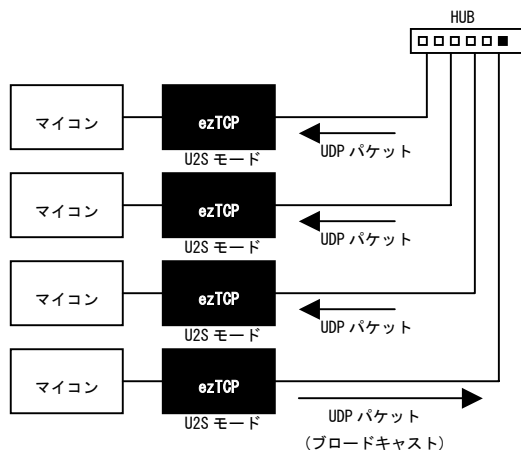 HUB
マイコン
ezTCP
U2S モード
UDP パケット
マイコン
ezTCP
U2S モード
UDP パケット
マイコン
ezTCP
U2S モード
UDP パケット
マイコン
ezTCP
U2S モード
UDP パケット
(ブロードキャスト)